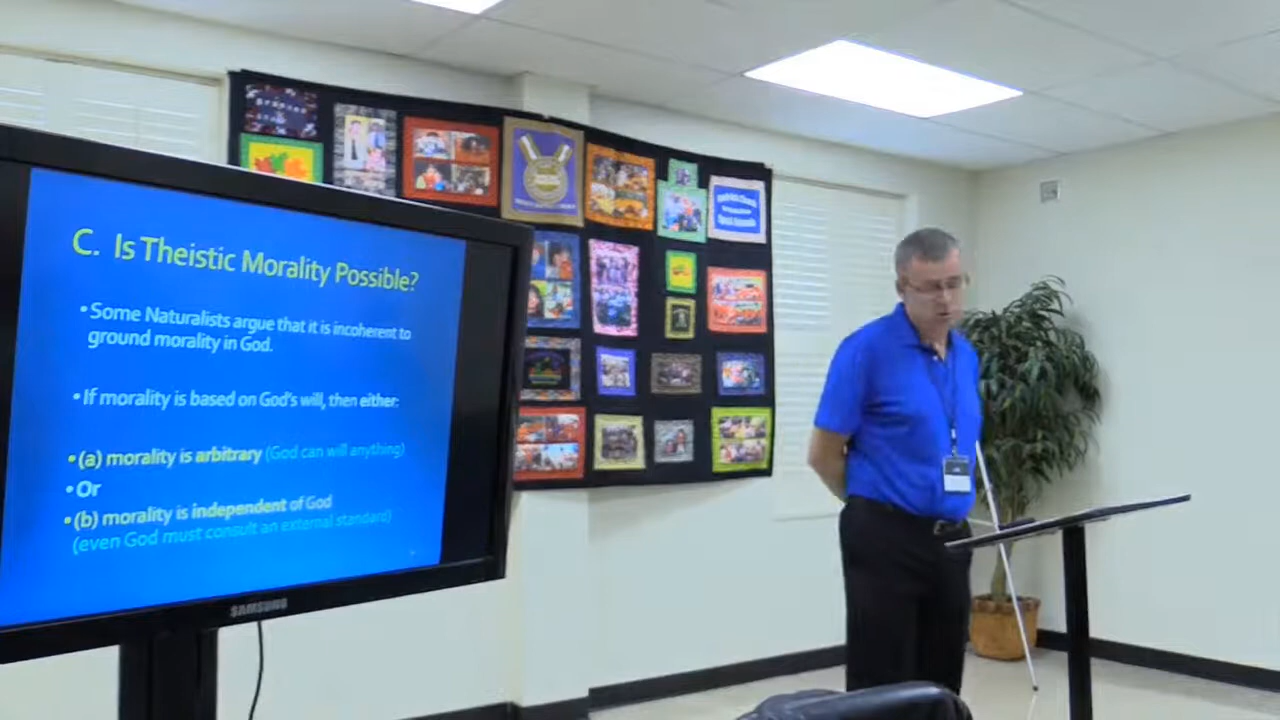 C. Is Theistic Morality Possible?
•Some Naturalists argue that it is incoherent to
ground morality in God.
•If morality is based on God's will, then either:
•(a) morality is arbitrary (God can will anything)
•Or
•(b) morality is independent of God
(even God must consult an external standard)
SAMSUNG